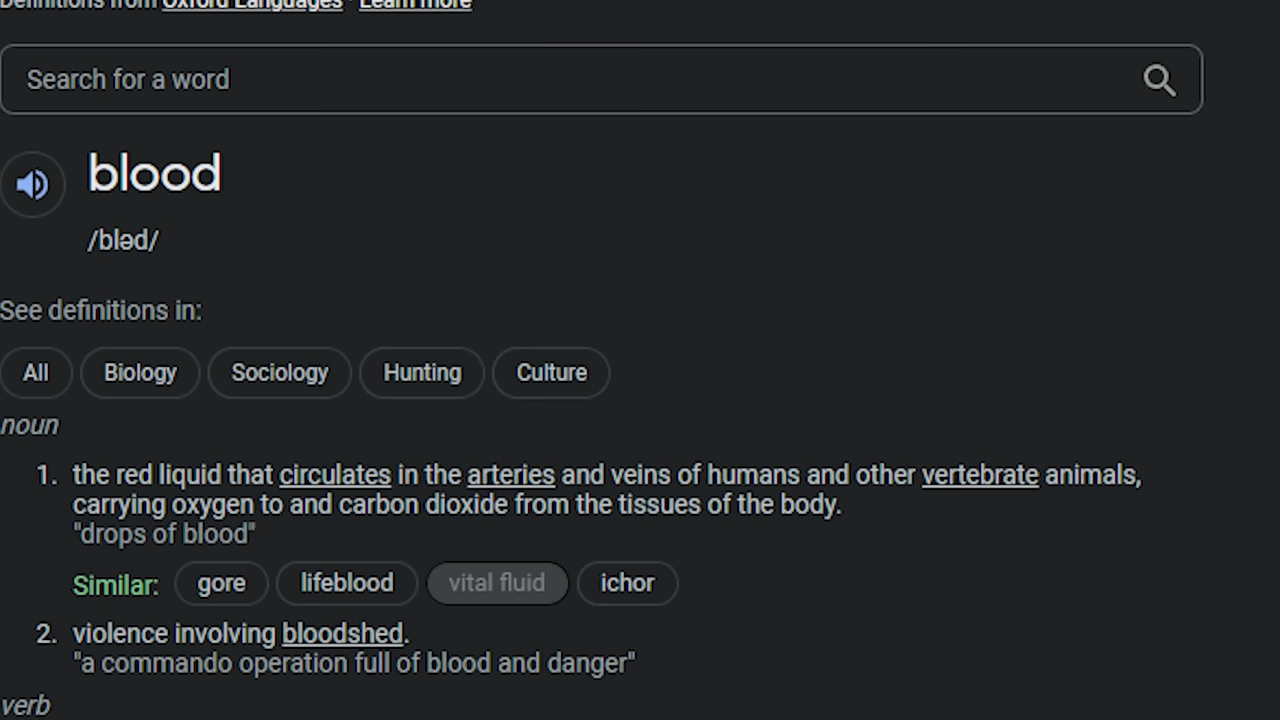 Definitions from Oxford Languages · Learn more
Search for a word
blood
/bləd/
See definitions in:
All Biology Sociology Hunting Culture
noun
1. the red liquid that circulates in the arteries and veins of humans and other vertebrate animals,
carrying oxygen to and carbon dioxide from the tissues of the body.
"drops of blood"
Similar: gore lifeblood vital fluid ichor
2. violence involving bloodshed.
"a commando operation full of blood and danger"
verb